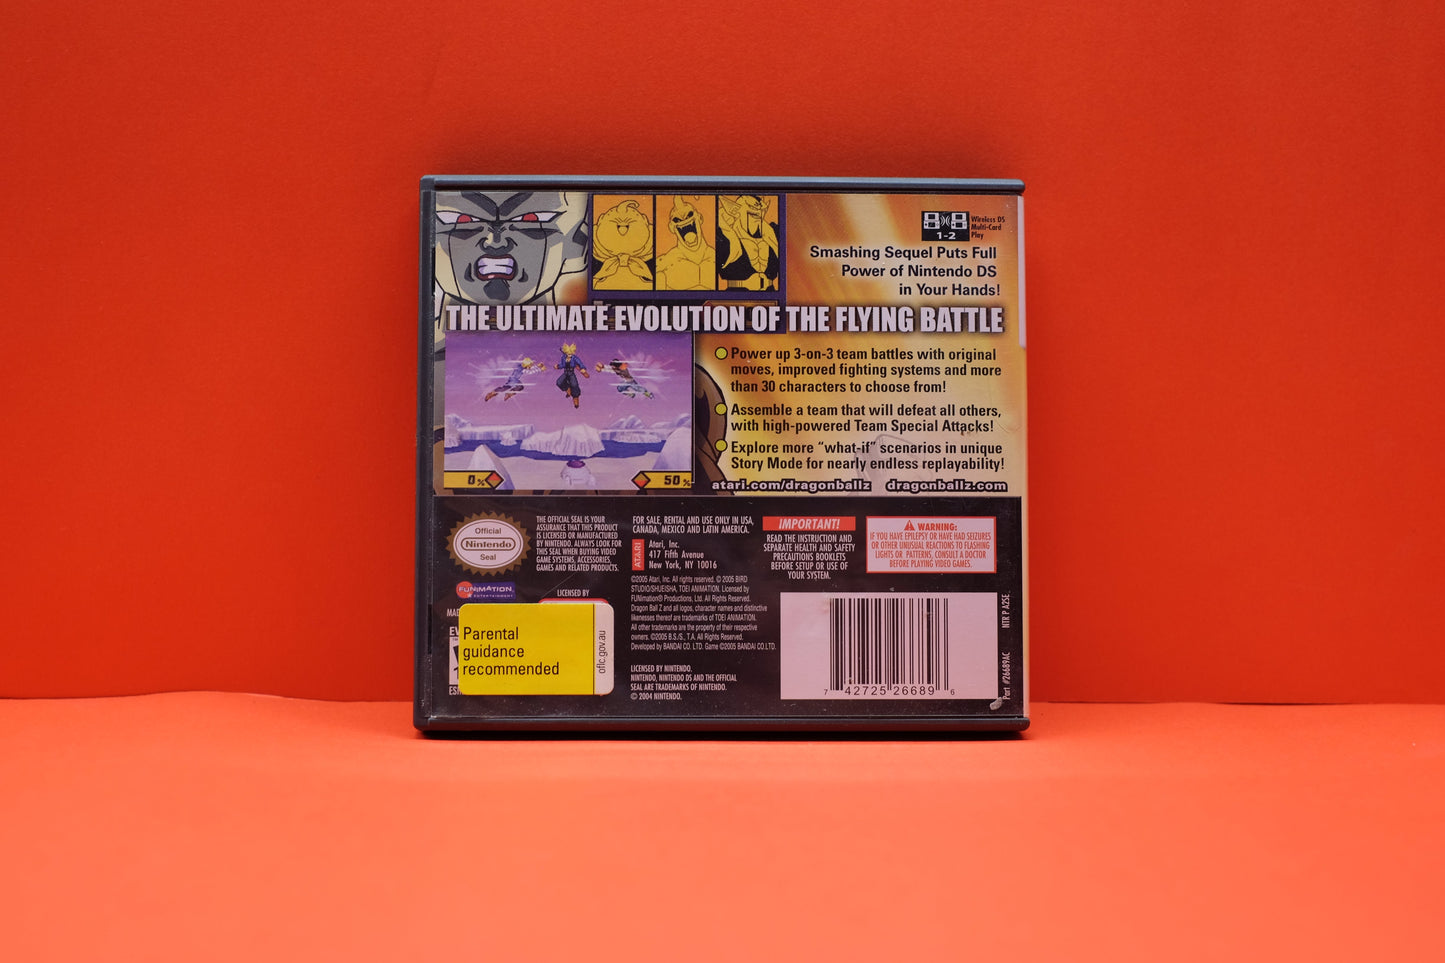 1-2
Wireless DS
Multi-Card
Play
Smashing Sequel Puts Full
Power of Nintendo DS
in Your Hands!
THE ULTIMATE EVOLUTION OF THE FLYING BATTLE
Power up 3-on-3 team battles with original
moves, improved fighting systems and more
than 30 characters to choose from!
Assemble a team that will defeat all others,
with high-powered Team Special Attacks!
Explore more “what-if” scenarios in unique
Story Mode for nearly endless replayability!
0%
50%
atari.com/dragonballz dragonballz.com
Official
Nintendo
Seal
THE OFFICIAL SEAL IS YOUR
ASSURANCE THAT THIS PRODUCT
IS LICENSED OR MANUFACTURED
BY NINTENDO. ALWAYS LOOK FOR
THIS SEAL WHEN BUYING VIDEO
GAME SYSTEMS, ACCESSORIES,
GAMES AND RELATED PRODUCTS.
FUNIMATION
ENTERTAINMENT
LICENSED BY
Parental
guidance
recommended
oflc.gov.au
FOR SALE, RENTAL AND USE ONLY IN USA,
CANADA, MEXICO AND LATIN AMERICA.
ATARI
Atari, Inc.
417 Fifth Avenue
New York, NY 10016
©2005 Atari, Inc. All rights reserved. © 2005 BIRD
STUDIO/SHUEISHA, TOEI ANIMATION. Licensed by
FUNimation® Productions, Ltd. All Rights Reserved.
Dragon Ball Z and all logos, character names and distinctive
likenesses thereof are trademarks of TOEI ANIMATION.
All other trademarks are the property of their respective
owners. ©2005 B.S./S., T.A. All Rights Reserved.
Developed by BANDAI CO. LTD. Game ©2005 BANDAI CO.LTD.
LICENSED BY NINTENDO.
NINTENDO, NINTENDO DS AND THE OFFICIAL
SEAL ARE TRADEMARKS OF NINTENDO.
© 2004 NINTENDO.
IMPORTANT!
READ THE INSTRUCTION AND
SEPARATE HEALTH AND SAFETY
PRECAUTIONS BOOKLETS
BEFORE SETUP OR USE OF
YOUR SYSTEM.
WARNING:
IF YOU HAVE EPILEPSY OR HAVE HAD SEIZURES
OR OTHER UNUSUAL REACTIONS TO FLASHING
LIGHTS OR PATTERNS, CONSULT A DOCTOR
BEFORE PLAYING VIDEO GAMES.
7 42725 26689 6
Part #26689AC NTR P AZSE